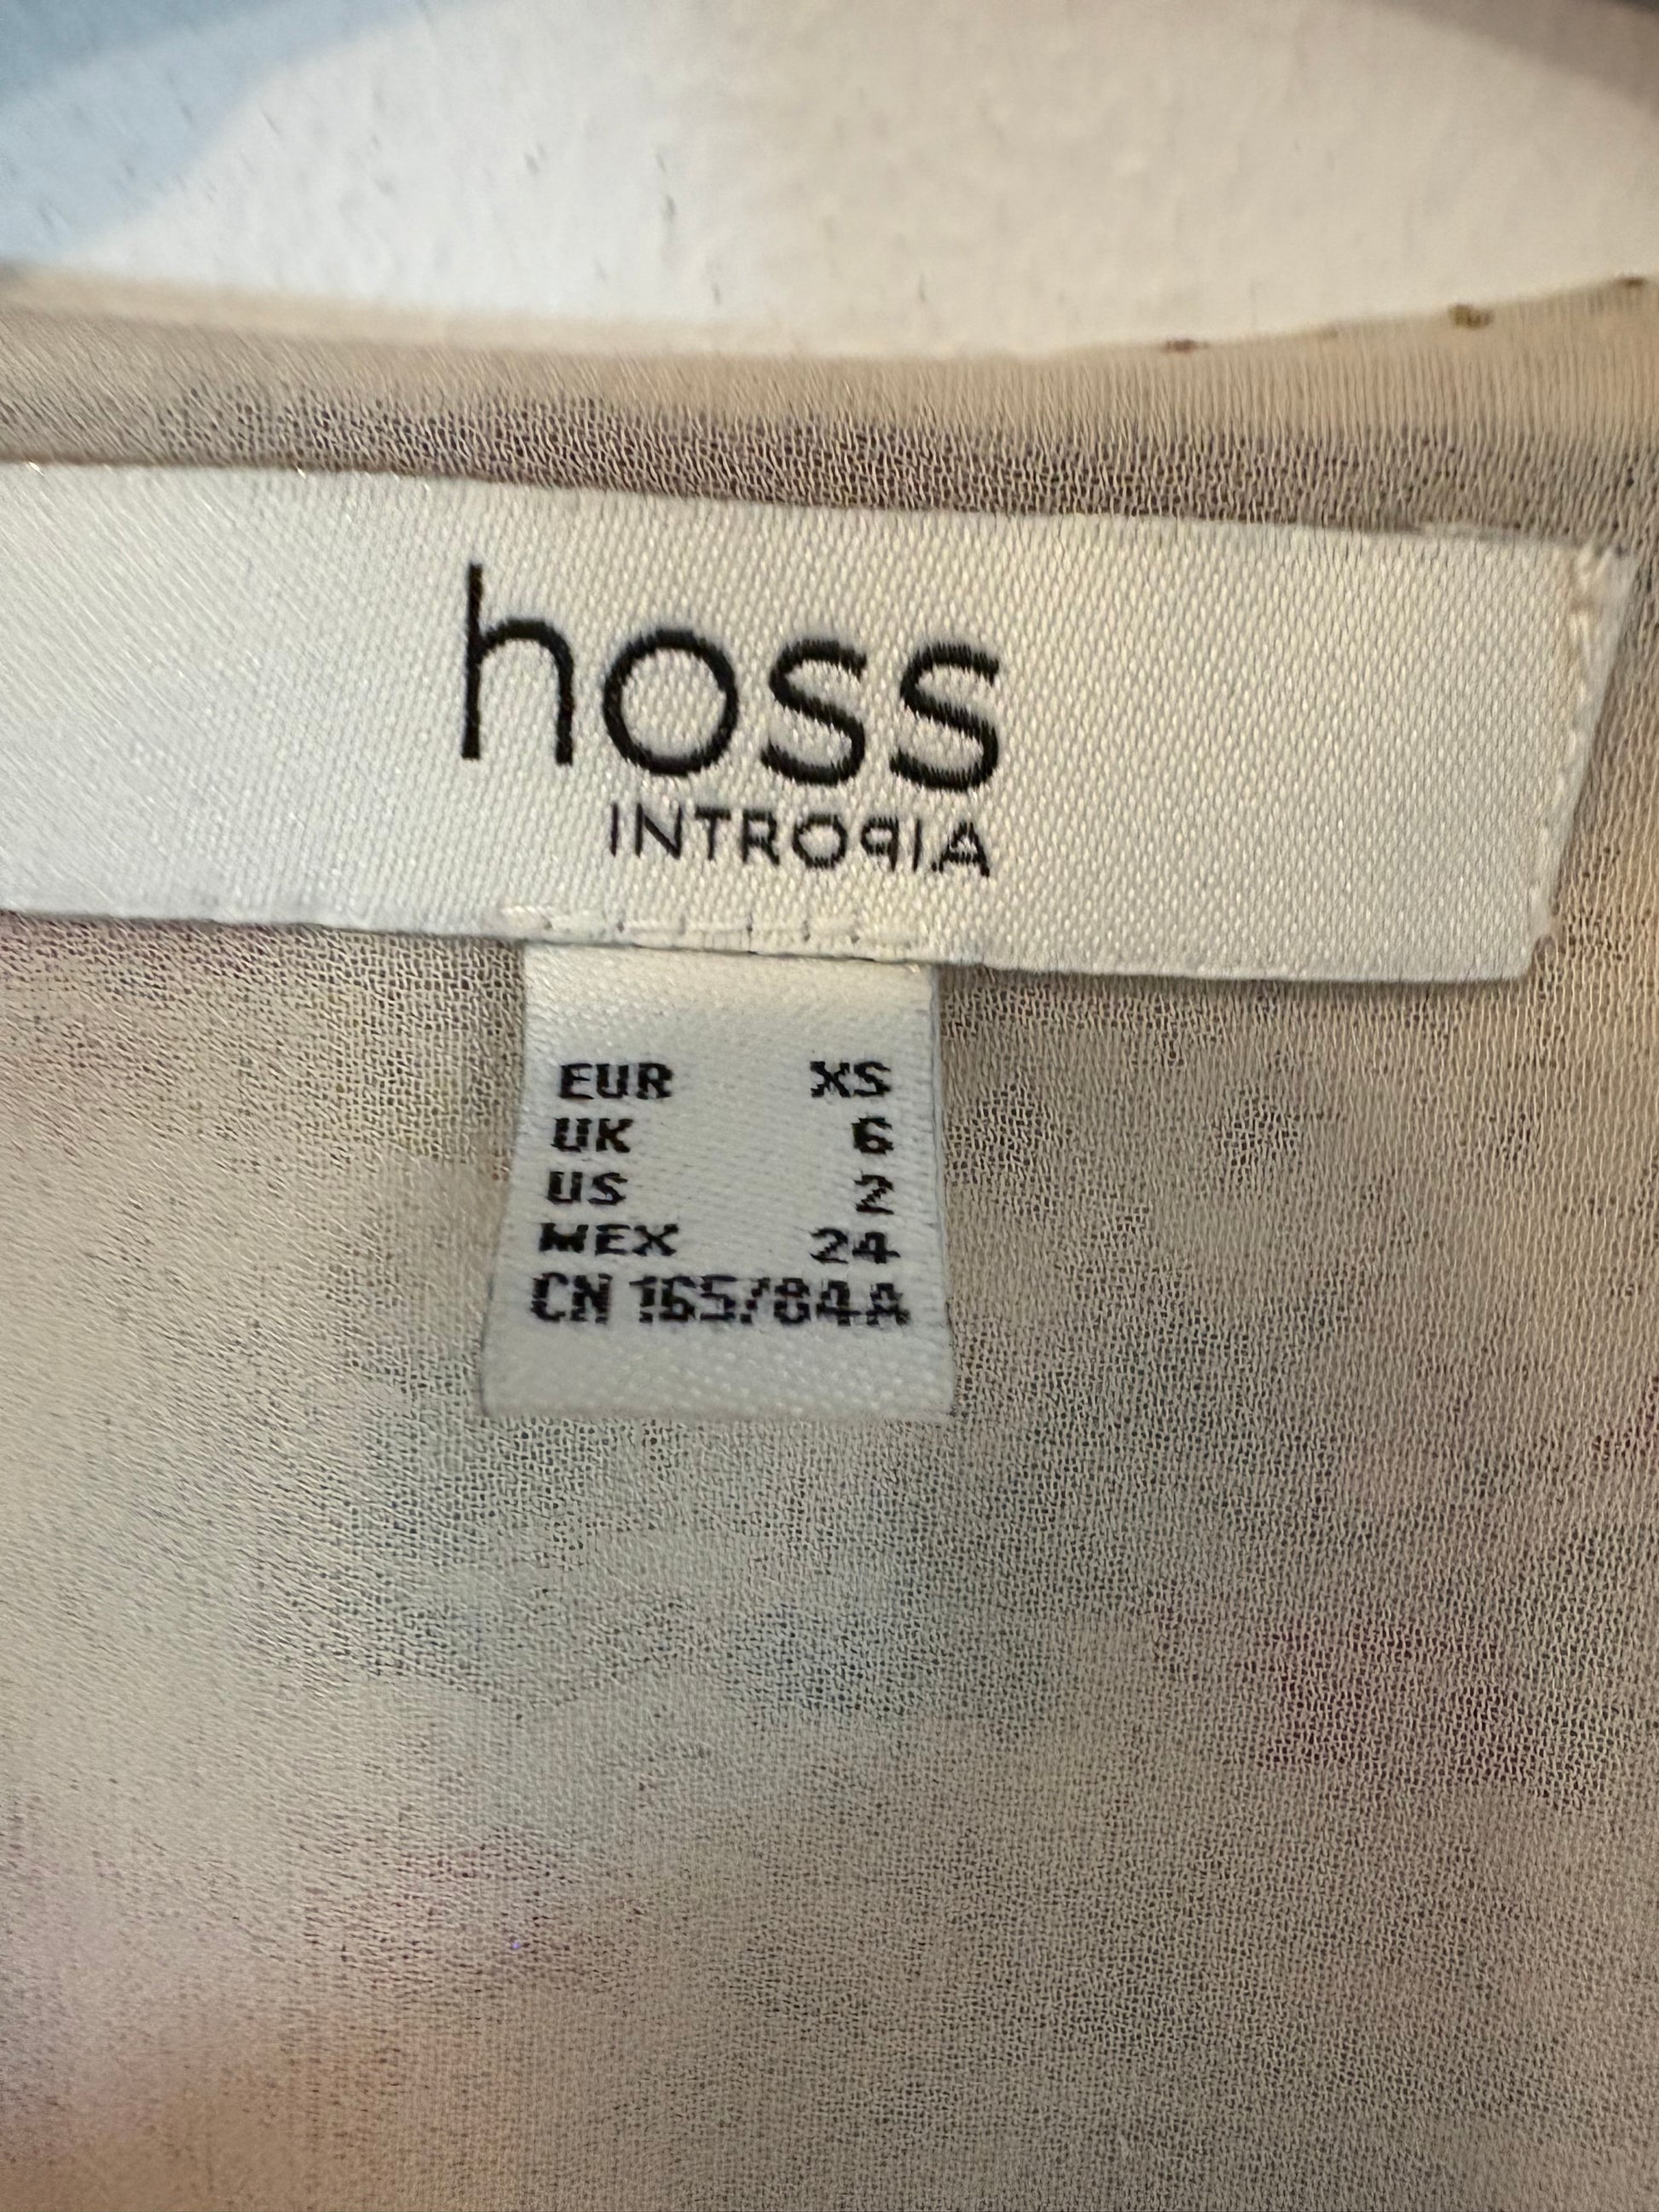 hoss
INTROPIA
EUR XS
UK 6
US 2
MEX 24
CN 165/84A